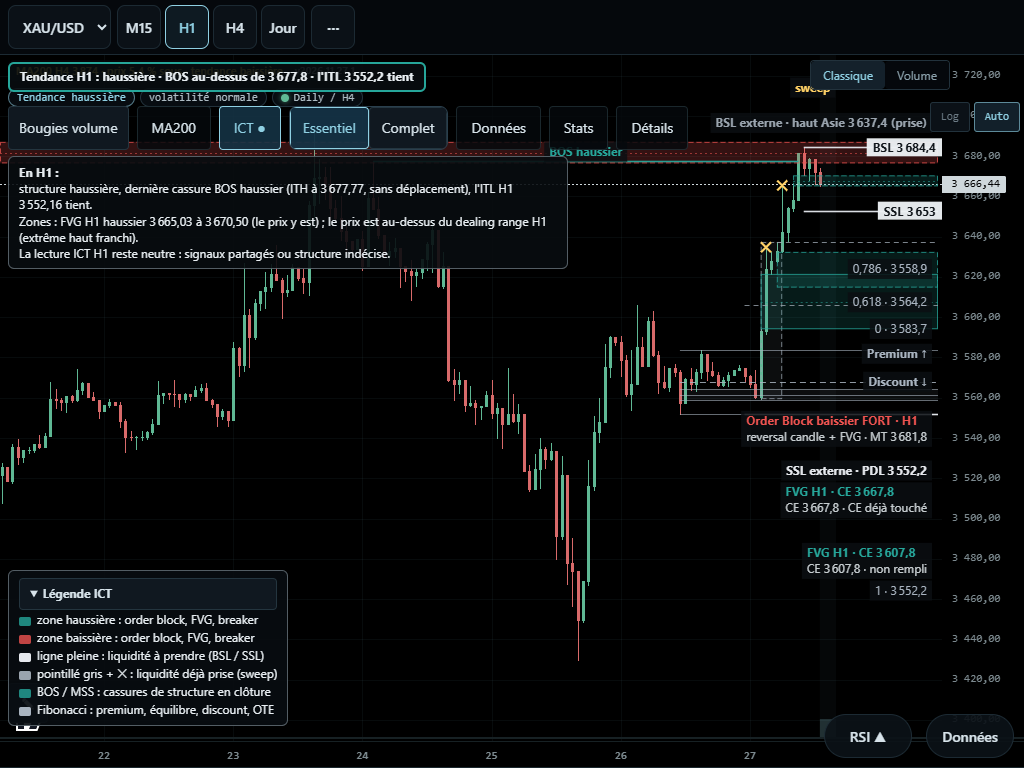 XAU/USD
M15
H1
H4
Jour
---
Tendance H1 : haussière · BOS au-dessus de 3 677,8 · l'ITL 3 552,2 tient
Tendance haussière
volatilité normale
Daily / H4
Classique
Volume
sweep
Bougies volume
MA200
ICT
Essentiel
Complet
Données
Stats
Détails
BSL externe · haut Asie 3 637,4 (prise)
Log
Auto
BOS haussier
BSL 3 684,4
SSL 3 653
En H1 :
structure haussière, dernière cassure BOS haussier (ITH à 3 677,77, sans déplacement), l'ITL H1
3 552,16 tient.
Zones : FVG H1 haussier 3 665,03 à 3 670,50 (le prix y est) ; le prix est au-dessus du dealing range H1
(extrême haut franchi).
La lecture ICT H1 reste neutre : signaux partagés ou structure indécise.
0,786 · 3 558,9
0,618 · 3 564,2
0 · 3 583,7
Premium ↑
Discount ↓
Order Block baissier FORT · H1
reversal candle + FVG · MT 3 681,8
SSL externe · PDL 3 552,2
FVG H1 · CE 3 667,8
CE 3 667,8 · CE déjà touché
FVG H1 · CE 3 607,8
CE 3 607,8 · non rempli
1 · 3 552,2
3 720,00
3 680,00
3 666,44
3 640,00
3 620,00
3 600,00
3 580,00
3 560,00
3 540,00
3 520,00
3 500,00
3 480,00
3 460,00
3 440,00
3 420,00
▼ Légende ICT
zone haussière : order block, FVG, breaker
zone baissière : order block, FVG, breaker
ligne pleine : liquidité à prendre (BSL / SSL)
pointillé gris + ✕ : liquidité déjà prise (sweep)
BOS / MSS : cassures de structure en clôture
Fibonacci : premium, équilibre, discount, OTE
RSI ▲
Données
22
23
24
25
26
27